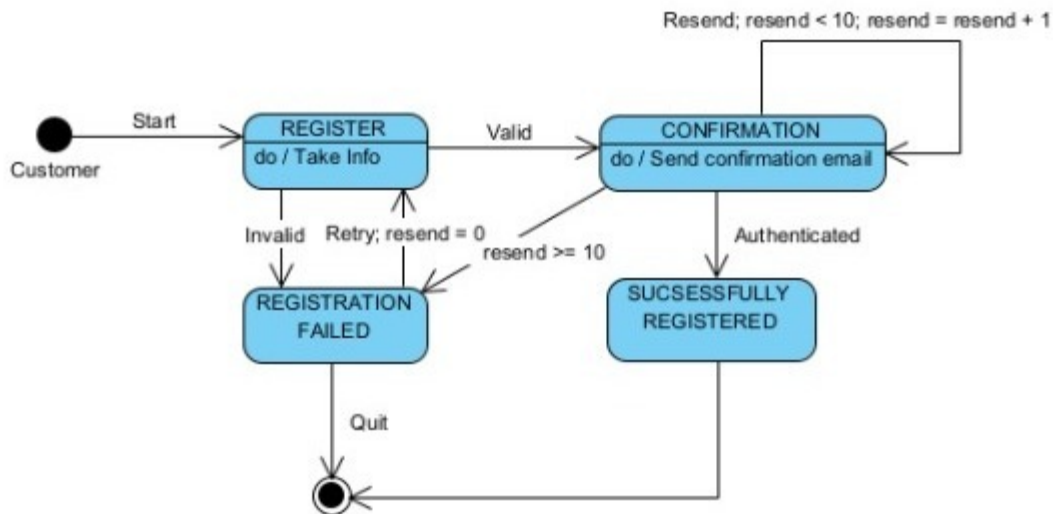 Resend; resend < 10; resend = resend + 1
Start
REGISTER
Valid
CONFIRMATION
do / Take Info
do / Send confirmation email
Customer
Invalid
Retry; resend = 0
resend >= 10
Authenticated
REGISTRATION
FAILED
SUCSESSFULLY
REGISTERED
Quit